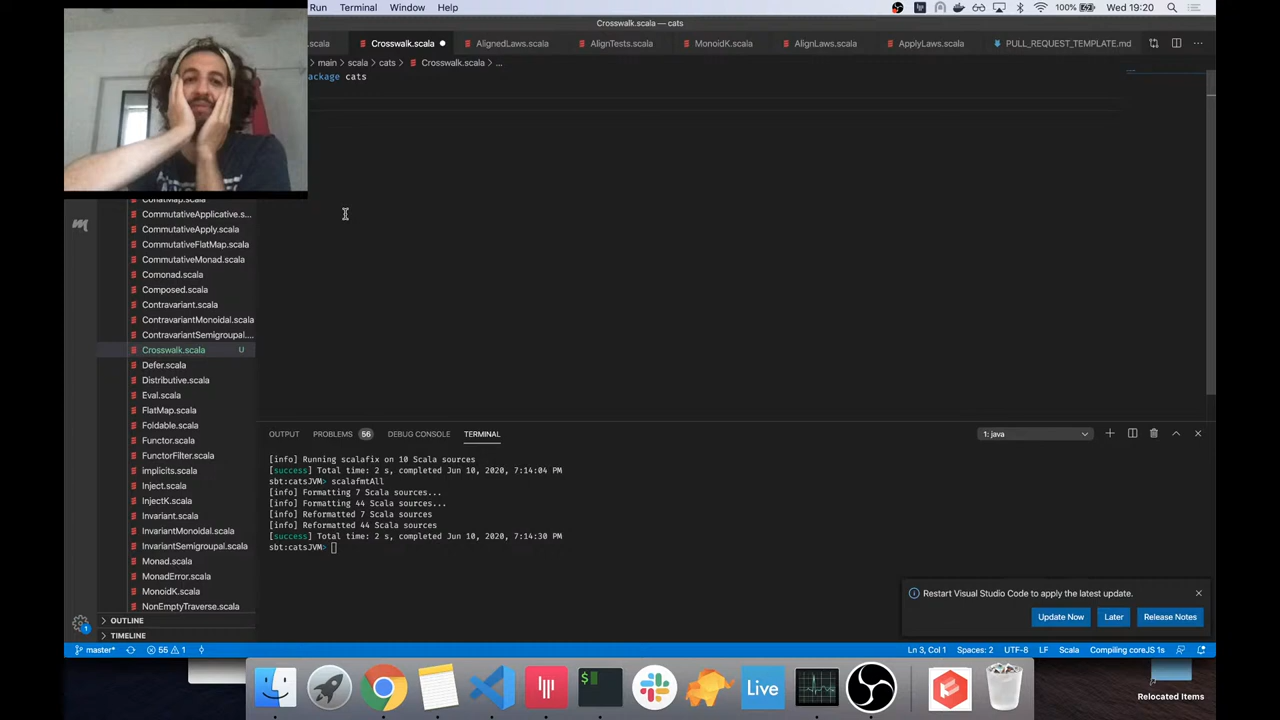 Run Terminal Window Help
100% Wed 19:20
Crosswalk.scala — cats
.scala Crosswalk.scala AlignedLaws.scala AlignTests.scala MonoidK.scala AlignLaws.scala ApplyLaws.scala PULL_REQUEST_TEMPLATE.md
main scala cats Crosswalk.scala ...
ackage cats
ConatMap.scala
CommutativeApplicative.s...
CommutativeApply.scala
CommutativeFlatMap.scala
CommutativeMonad.scala
Comonad.scala
Composed.scala
Contravariant.scala
ContravariantMonoidal.scala
ContravariantSemigroupal....
Crosswalk.scala U
Defer.scala
Distributive.scala
Eval.scala
FlatMap.scala
Foldable.scala
Functor.scala
FunctorFilter.scala
implicits.scala
Inject.scala
InjectK.scala
Invariant.scala
InvariantMonoidal.scala
InvariantSemigroupal.scala
Monad.scala
MonadError.scala
MonoidK.scala
NonEmptyTraverse.scala
OUTLINE
TIMELINE
OUTPUT PROBLEMS 56 DEBUG CONSOLE TERMINAL 1: java
[info] Running scalafix on 10 Scala sources
[success] Total time: 2 s, completed Jun 10, 2020, 7:14:04 PM
sbt:catsJVM> scalafmtAll
[info] Formatting 7 Scala sources...
[info] Formatting 44 Scala sources...
[info] Reformatted 7 Scala sources
[info] Reformatted 44 Scala sources
[success] Total time: 2 s, completed Jun 10, 2020, 7:14:30 PM
sbt:catsJVM>
Restart Visual Studio Code to apply the latest update.
Update Now Later Release Notes
1
master* 55 1 Ln 3, Col 1 Spaces: 2 UTF-8 LF Scala Compiling coreJS 1s
$
Live
Relocated Items